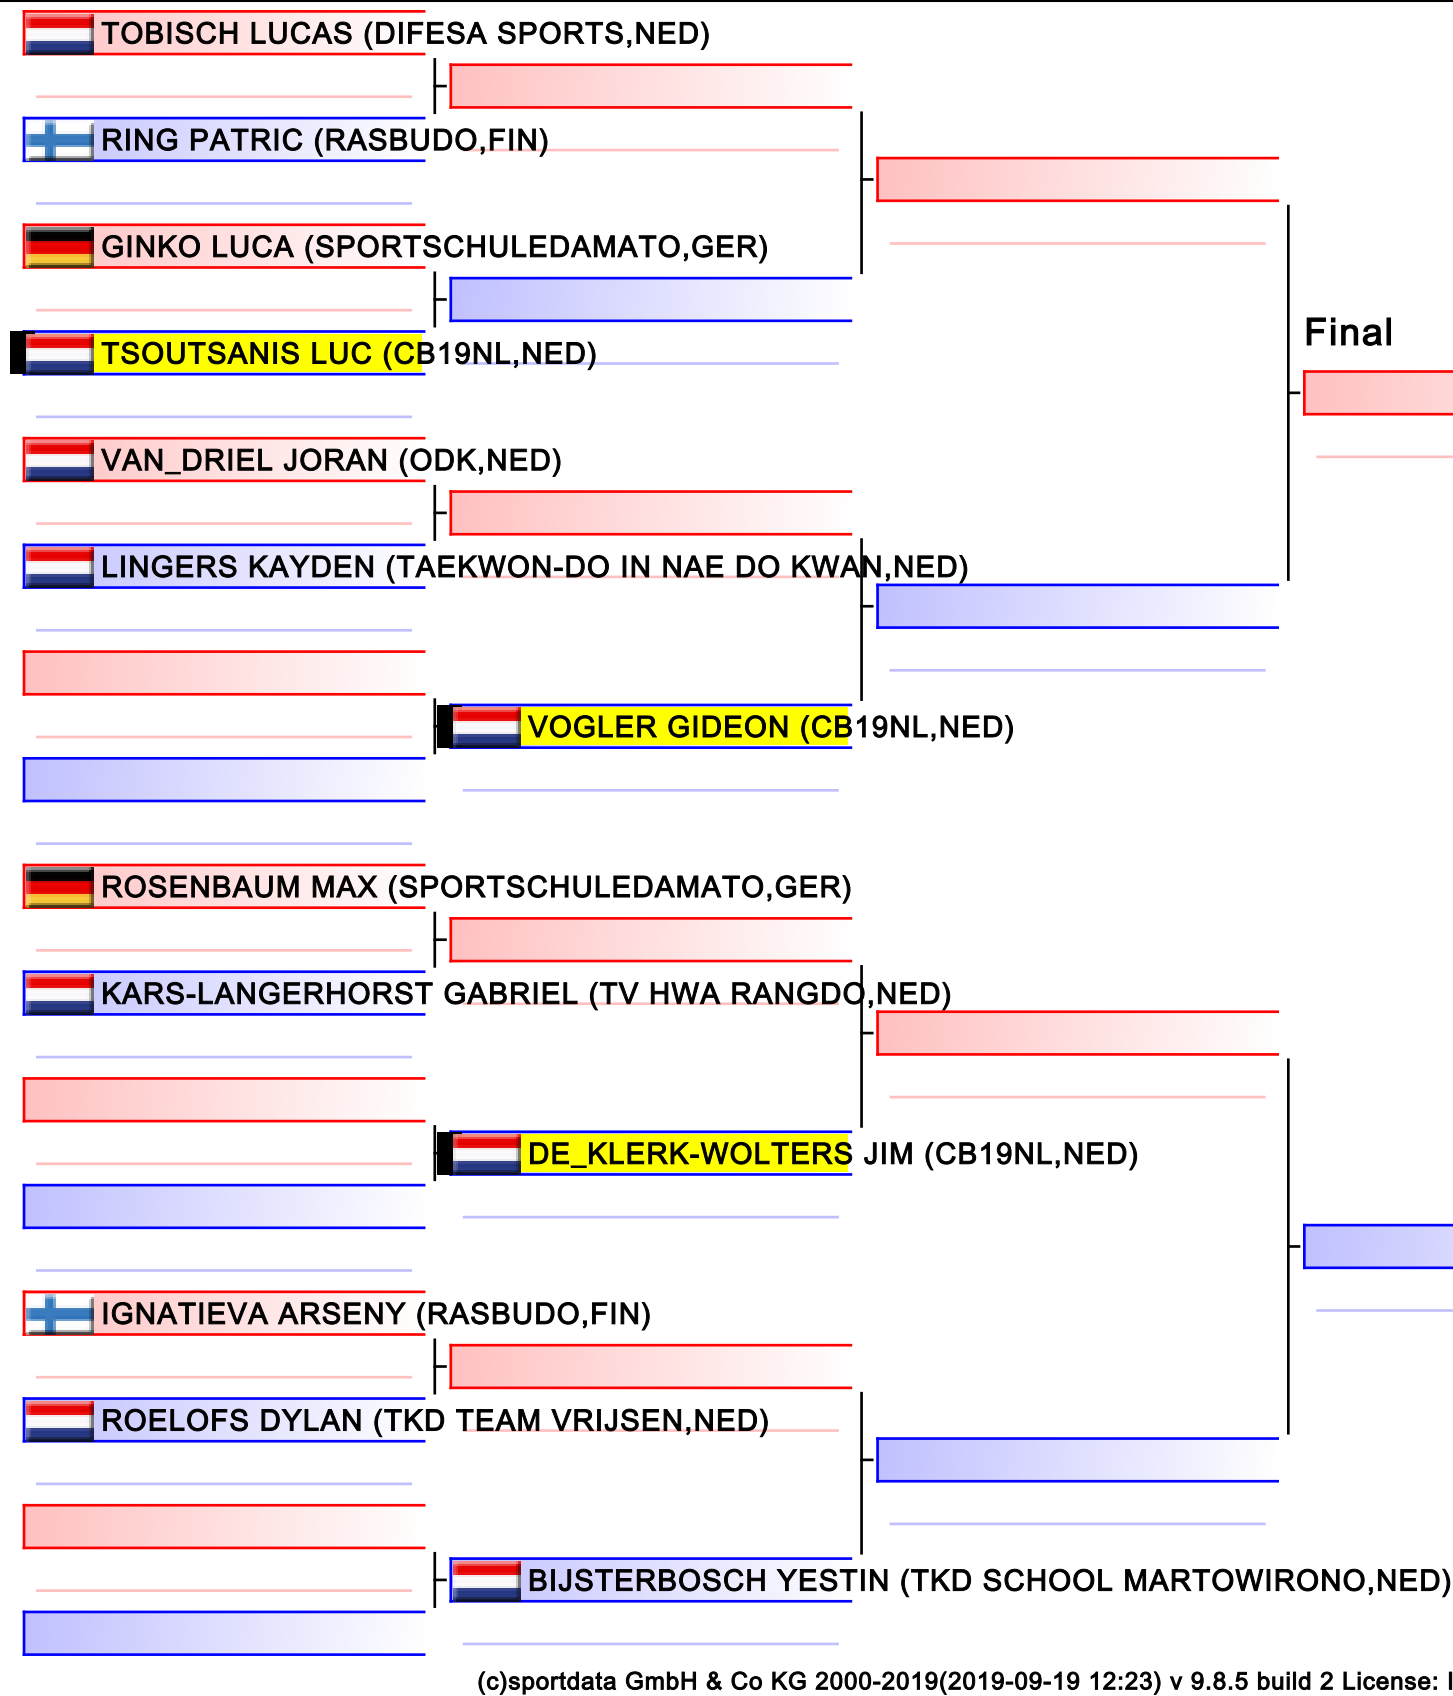 TOBISCH LUCAS (DIFESA SPORTS,NED)
RING PATRIC (RASBUDO,FIN)
GINKO LUCA (SPORTSCHULEDAMATO,GER)
Final
TSOUTSANIS LUC (CB19NL,NED)
VAN_DRIEL JORAN (ODK,NED)
LINGERS KAYDEN (TAEKWON-DO IN NAE DO KWAN,NED)
VOGLER GIDEON (CB19NL,NED)
ROSENBAUM MAX (SPORTSCHULEDAMATO,GER)
KARS-LANGERHORST GABRIEL (TV HWA RANGDO,NED)
DE_KLERK-WOLTERS JIM (CB19NL,NED)
IGNATIEVA ARSENY (RASBUDO,FIN)
ROELOFS DYLAN (TKD TEAM VRIJSEN,NED)
BIJSTERBOSCH YESTIN (TKD SCHOOL MARTOWIRONO,NED)
(c)sportdata GmbH & Co KG 2000-2019(2019-09-19 12:23) v 9.8.5 build 2 License: